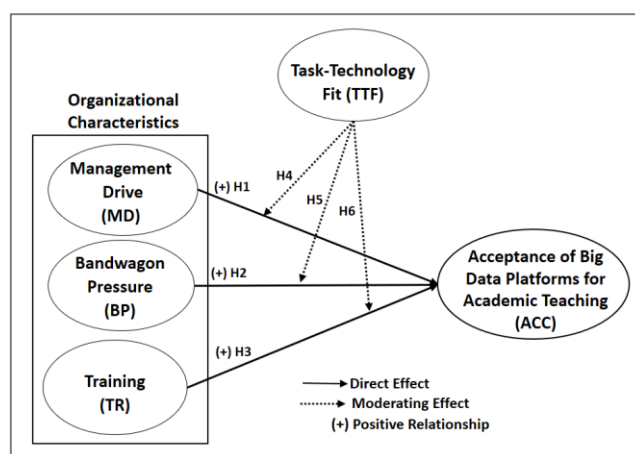 Task-Technology
Fit (TTF)
Organizational
Characteristics
Management
Drive
(MD)
(+) H1
H4
H5
H6
Bandwagon
Pressure
(BP)
(+) H2
Acceptance of Big
Data Platforms for
Academic Teaching
(ACC)
Training
(TR)
(+) H3
Direct Effect
Moderating Effect
(+) Positive Relationship